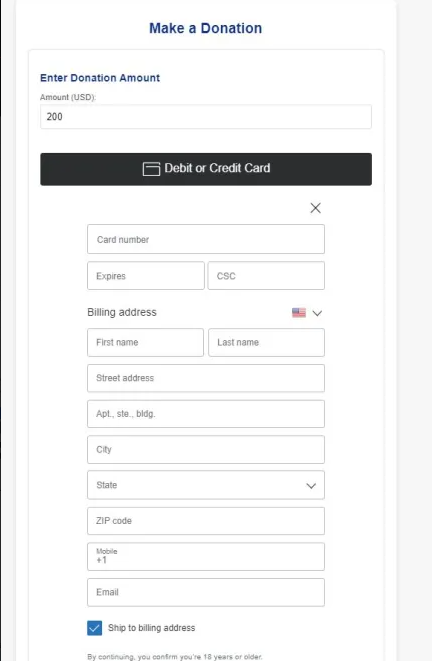 Make a Donation
Enter Donation Amount
Amount (USD):
200
Debit or Credit Card
Card number
Expires
CSC
Billing address
First name
Last name
Street address
Apt., ste., bldg.
City
State
ZIP code
Mobile
+1
Email
Ship to billing address
By continuing, you confirm you're 18 years or older.